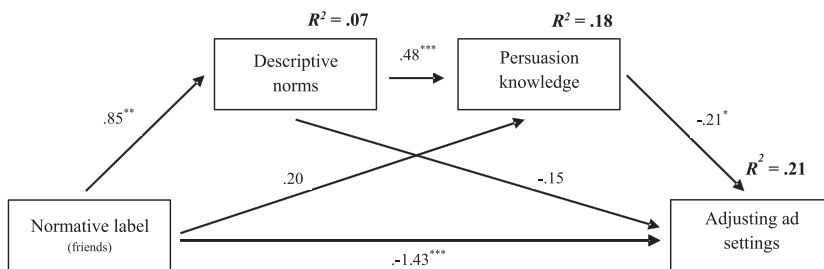 R² = .07
R² = .18
Descriptive
norms
.48***
Persuasion
knowledge
.85**
-.21*
.20
-.15
R² = .21
Normative label
(friends)
Adjusting ad
settings
.-1.43***